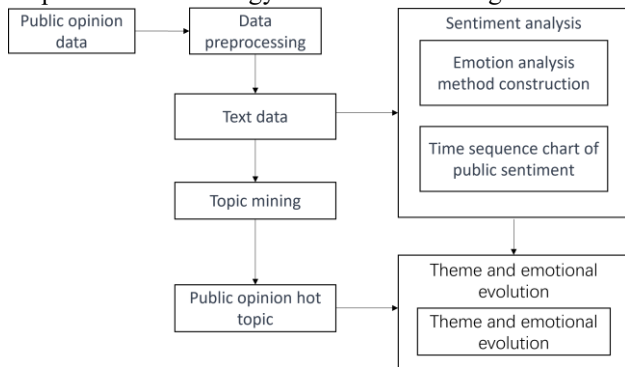 Public opinion
data
Data
preprocessing
Text data
Topic mining
Public opinion hot
topic
Sentiment analysis
Emotion analysis
method construction
Time sequence chart of
public sentiment
Theme and emotional
evolution
Theme and emotional
evolution